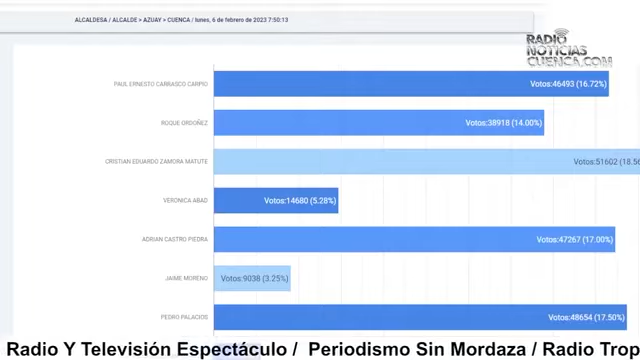 ALCALDESA / ALCALDE > AZUAY > CUENCA / lunes, 6 de febrero de 2023 7:50:13
RADIO
NOTICIAS
CUENCA.COM
PAUL ERNESTO CARRASCO CARPIO Votos:46493 (16.72%)
ROQUE ORDOÑEZ Votos:38918 (14.00%)
CRISTIAN EDUARDO ZAMORA MATUTE Votos:51602 (18.56
VERONICA ABAD Votos:14680 (5.28%)
ADRIAN CASTRO PIEDRA Votos:47267 (17.00%)
JAIME MORENO Votos:9038 (3.25%)
PEDRO PALACIOS Votos:48654 (17.50%)
Radio Y Televisión Espectáculo / Periodismo Sin Mordaza / Radio Trop